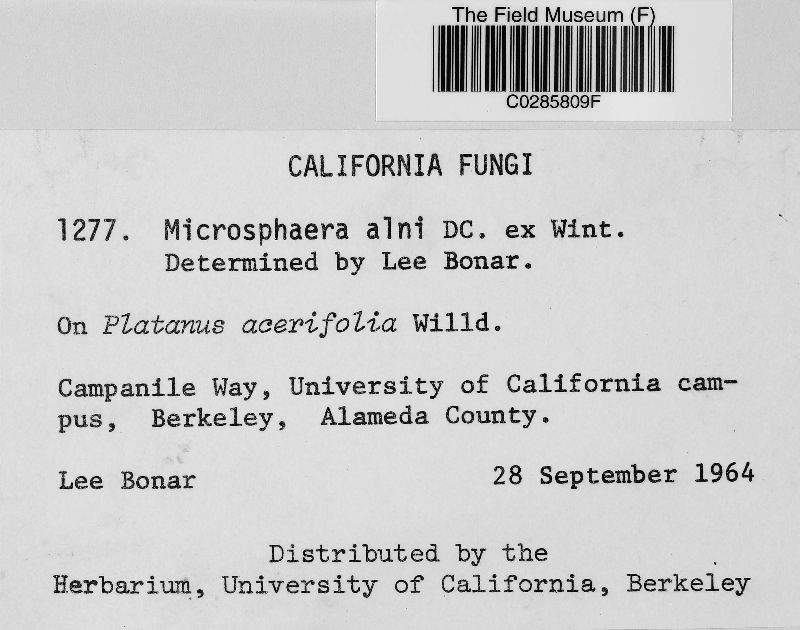 The Field Museum (F)
C0285809F
CALIFORNIA FUNGI
1277. Microsphaera alni DC. ex Wint.
Determined by Lee Bonar.
On Platanus acerifolia Willd.
Campanile Way, University of California cam-
pus, Berkeley, Alameda County.
Lee Bonar 28 September 1964
Distributed by the
Herbarium, University of California, Berkeley